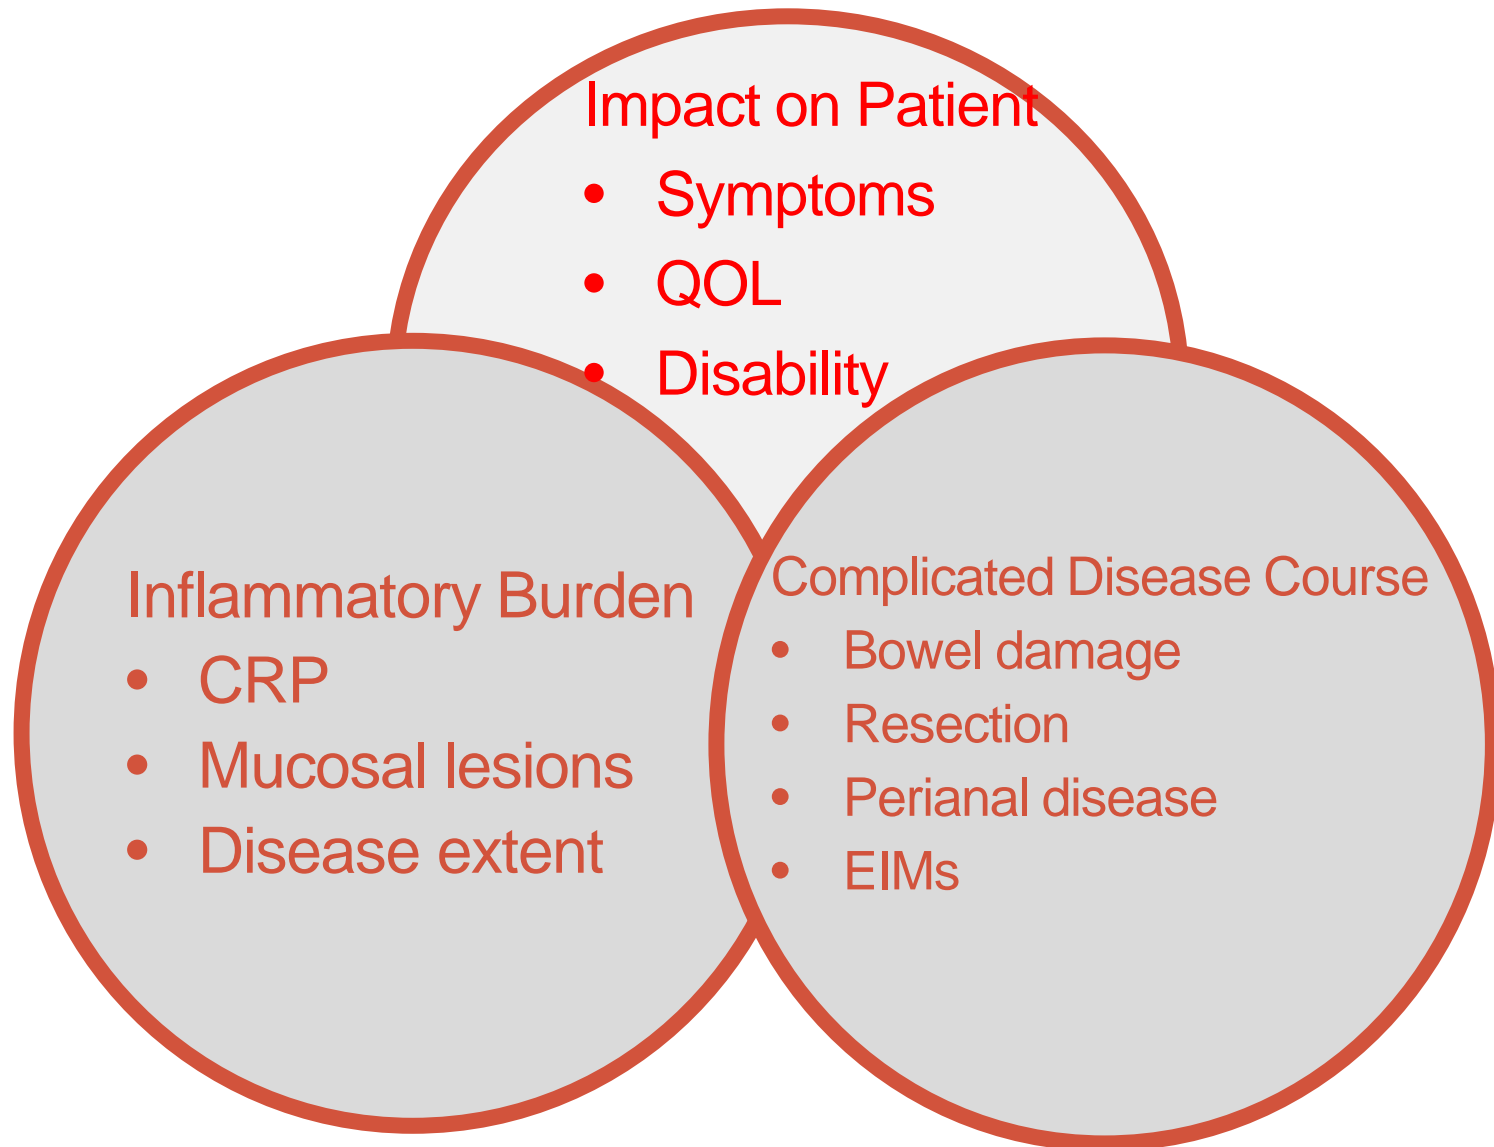 Impact on Patient
• Symptoms
• QOL
• Disability
Inflammatory Burden
• CRP
• Mucosal lesions
• Disease extent
Complicated Disease Course
• Bowel damage
• Resection
• Perianal disease
• EIMs